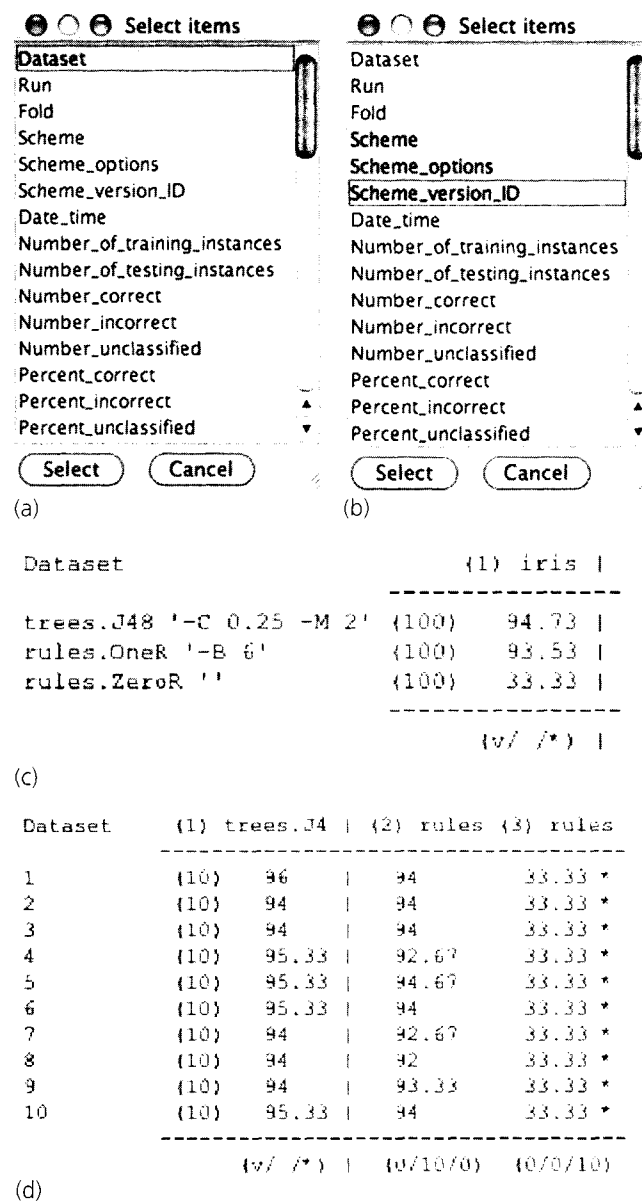 Select items
Dataset
Run
Fold
Scheme
Scheme_options
Scheme_version_ID
Date_time
Number_of_training_instances
Number_of_testing_instances
Number_correct
Number_incorrect
Number_unclassified
Percent_correct
Percent_incorrect
Percent_unclassified
Select Cancel
(a)
Select items
Dataset
Run
Fold
Scheme
Scheme_options
Scheme_version_ID
Date_time
Number_of_training_instances
Number_of_testing_instances
Number_correct
Number_incorrect
Number_unclassified
Percent_correct
Percent_incorrect
Percent_unclassified
Select Cancel
(b)
Dataset (1) iris |
--------------------
trees.J48 '-C 0.25 -M 2' (100) 94.73 |
rules.OneR '-B 6' (100) 93.53 |
rules.ZeroR '' (100) 33.33 |
--------------------
(v/ /*) |
(c)
Dataset (1) trees.J4 | (2) rules (3) rules
----------------------------------------
1 (10) 96 | 94 33.33 *
2 (10) 94 | 94 33.33 *
3 (10) 94 | 94 33.33 *
4 (10) 95.33 | 92.67 33.33 *
5 (10) 95.33 | 94.67 33.33 *
6 (10) 95.33 | 94 33.33 *
7 (10) 94 | 92.67 33.33 *
8 (10) 94 | 92 33.33 *
9 (10) 94 | 93.33 33.33 *
10 (10) 95.33 | 94 33.33 *
----------------------------------------
(v/ /*) | (0/10/0) (0/0/10)
(d)